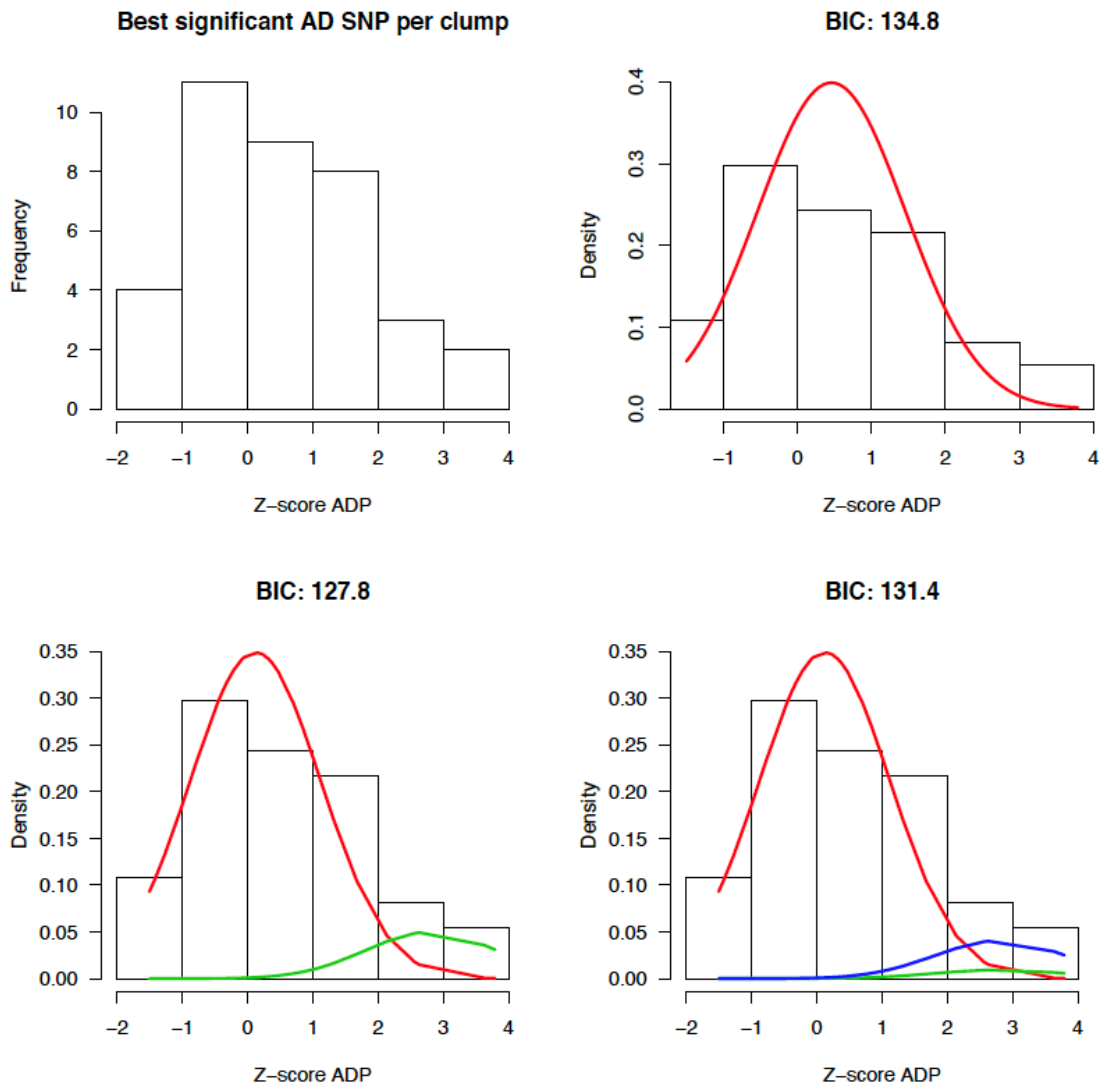 Best significant AD SNP per clump
Frequency
10
8
6
4
2
0
−2 −1 0 1 2 3 4
Z−score ADP
BIC: 134.8
Density
0.4
0.3
0.2
0.1
0.0
−1 0 1 2 3 4
Z−score ADP
BIC: 127.8
Density
0.35
0.30
0.25
0.20
0.15
0.10
0.05
0.00
−2 −1 0 1 2 3 4
Z−score ADP
BIC: 131.4
Density
0.35
0.30
0.25
0.20
0.15
0.10
0.05
0.00
−2 −1 0 1 2 3 4
Z−score ADP